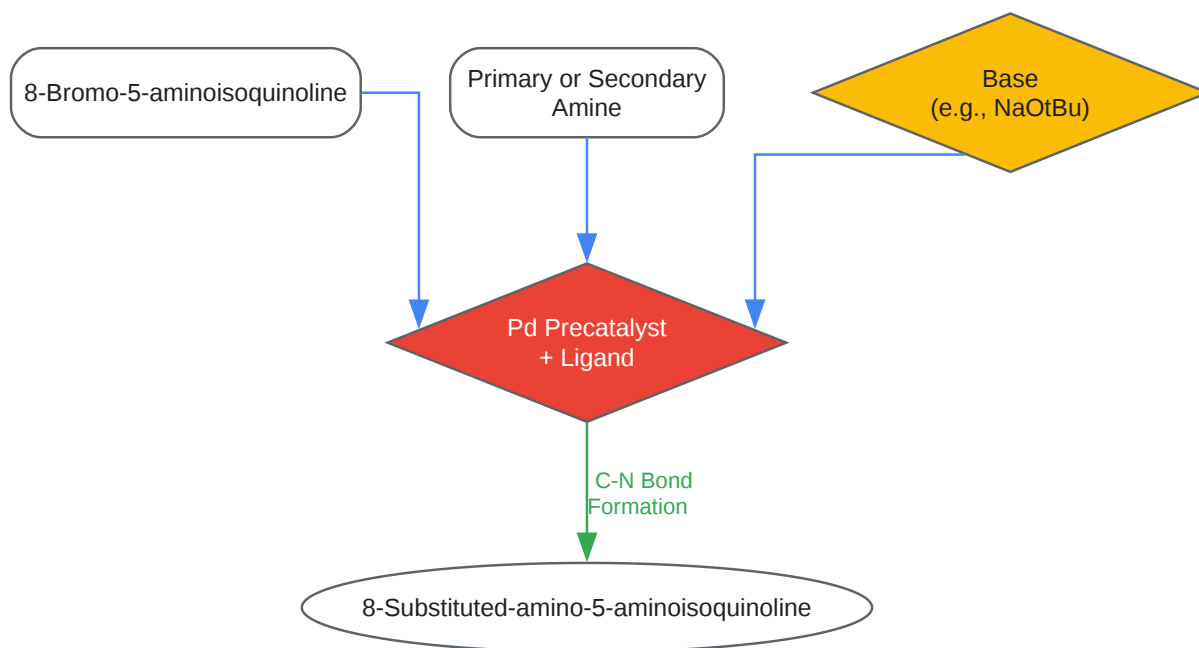 8-Bromo-5-aminoisoquinoline
Primary or Secondary
Amine
Base
(e.g., NaOtBu)
Pd Precatalyst
+ Ligand
C-N Bond
Formation
8-Substituted-amino-5-aminoisoquinoline